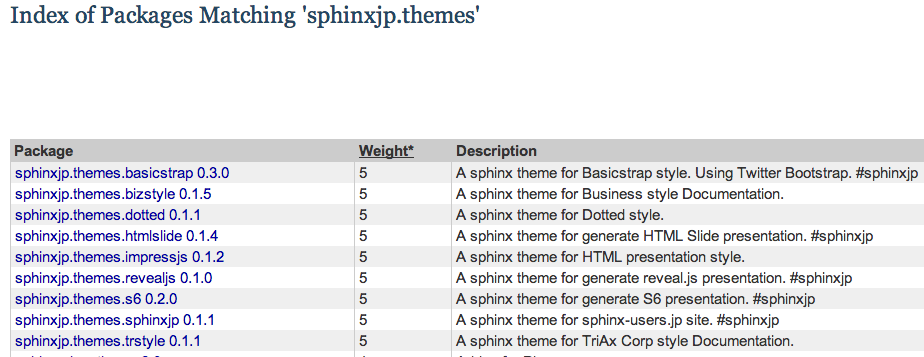 Index of Packages Matching 'sphinxjp.themes'
Package Weight* Description
sphinxjp.themes.basicstrap 0.3.0 5 A sphinx theme for Basicstrap style. Using Twitter Bootstrap. #sphinxjp
sphinxjp.themes.bizstyle 0.1.5 5 A sphinx theme for Business style Documentation.
sphinxjp.themes.dotted 0.1.1 5 A sphinx theme for Dotted style.
sphinxjp.themes.htmlslide 0.1.4 5 A sphinx theme for generate HTML Slide presentation. #sphinxjp
sphinxjp.themes.impressjs 0.1.2 5 A sphinx theme for HTML presentation style.
sphinxjp.themes.revealjs 0.1.0 5 A sphinx theme for generate reveal.js presentation. #sphinxjp
sphinxjp.themes.s6 0.2.0 5 A sphinx theme for generate S6 presentation. #sphinxjp
sphinxjp.themes.sphinxjp 0.1.1 5 A sphinx theme for sphinx-users.jp site. #sphinxjp
sphinxjp.themes.trstyle 0.1.1 5 A sphinx theme for TriAx Corp style Documentation.